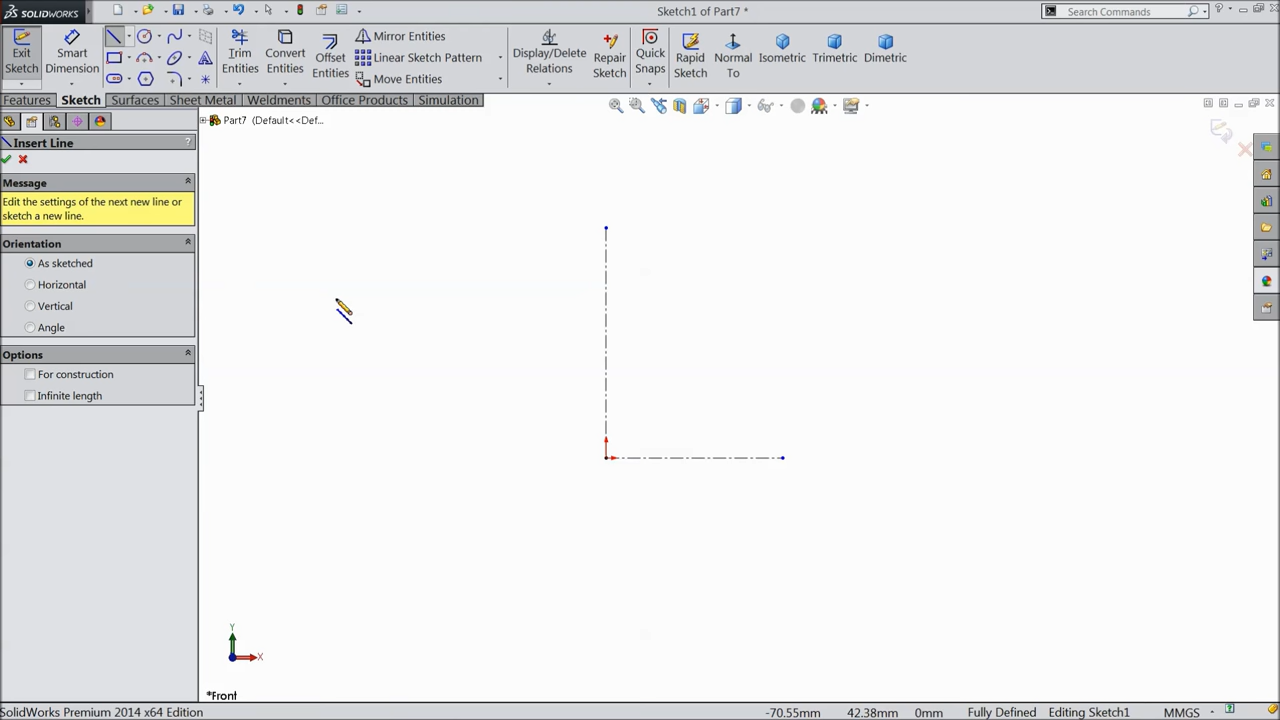 SOLIDWORKS
Sketch1 of Part7 *
Search Commands
Exit Sketch
Smart Dimension
Trim Entities
Convert Entities
Offset Entities
Mirror Entities
Linear Sketch Pattern
Move Entities
Display/Delete Relations
Repair Sketch
Quick Snaps
Rapid Sketch
Normal To
Isometric
Trimetric
Dimetric
Features
Sketch
Surfaces
Sheet Metal
Weldments
Office Products
Simulation
Part7 (Default<<Def...
Insert Line
?
Message
Edit the settings of the next new line or
sketch a new line.
Orientation
As sketched
Horizontal
Vertical
Angle
Options
For construction
Infinite length
Y
X
*Front
SolidWorks Premium 2014 x64 Edition
-70.55mm 42.38mm 0mm Fully Defined Editing Sketch1 MMGS